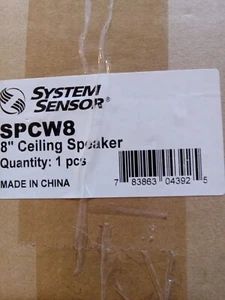 SYSTEM
SENSOR®
SPCW8
8" Ceiling Speaker
Quantity: 1 pcs
MADE IN CHINA
7 83863 04392 5